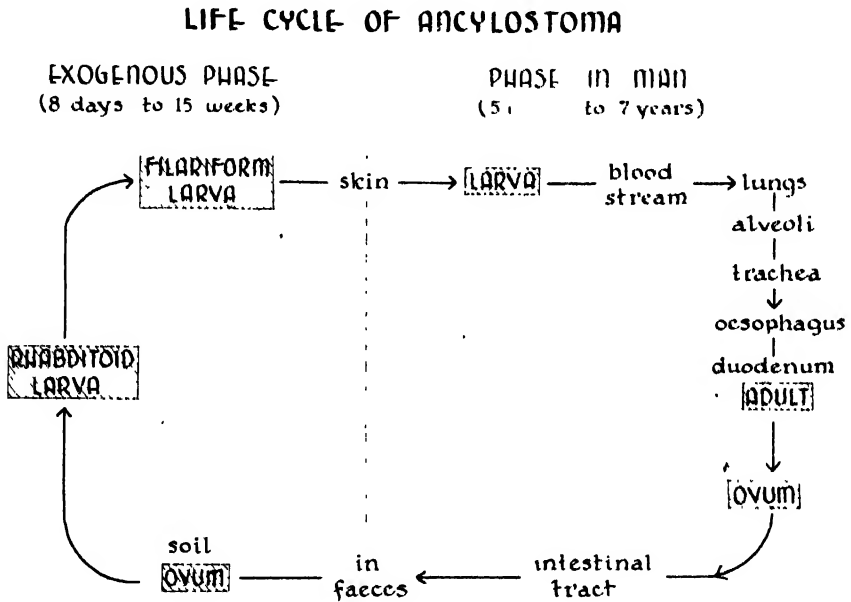 LIFE CYCLE OF ANCYLOSTOMA
EXOGENOUS PHASE
(8 days to 15 weeks)
PHASE IN MAN
(5 to 7 years)
FILARIFORM
LARVA
skin
LARVA
blood
stream
lungs
alveoli
trachea
oesophagus
duodenum
ADULT
OVUM
intestinal
tract
in
faeces
soil
OVUM
RHABDITOID
LARVA